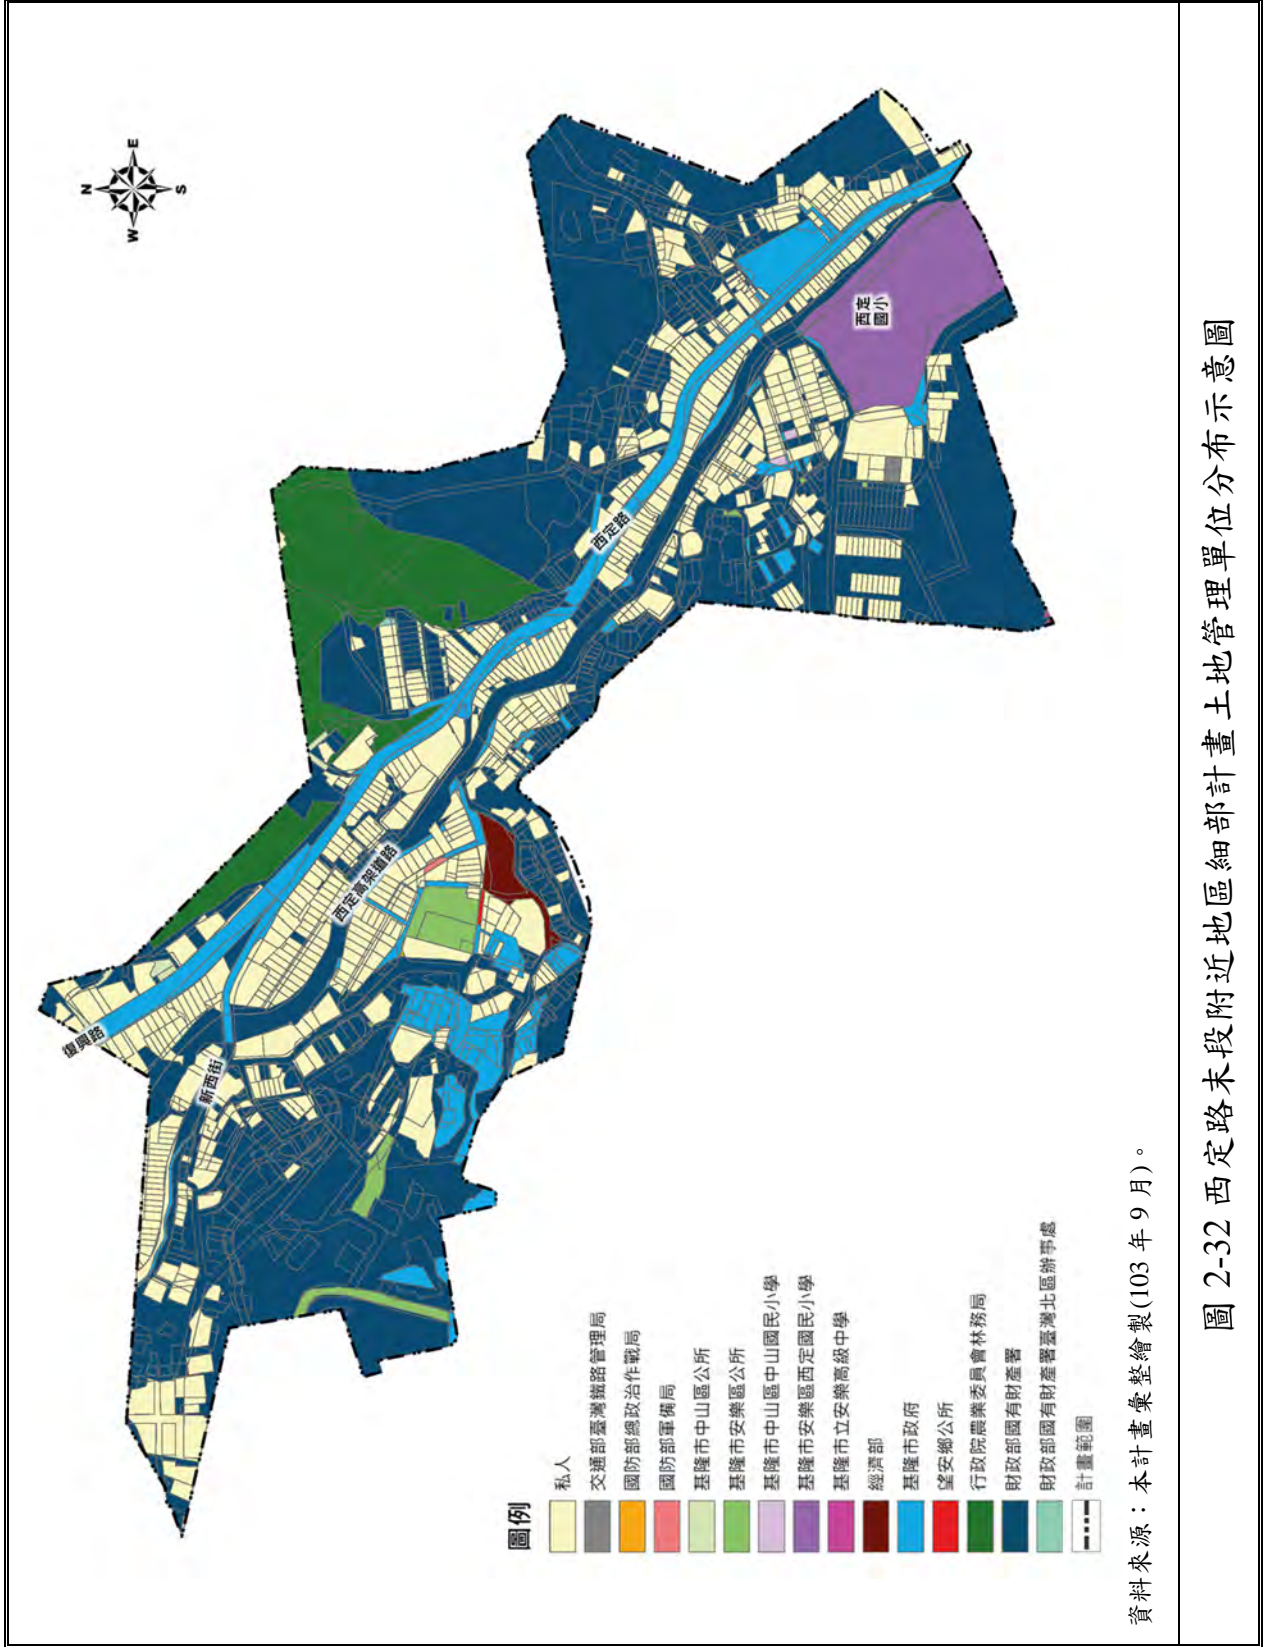 N
W
E
S
西定
國小
西定路
西定高架道路
復興路
新西街
圖例
私人
交通部臺灣鐵路管理局
國防部總政治作戰局
國防部軍備局
基隆市中山區公所
基隆市安樂區公所
基隆市中山區中山國民小學
基隆市安樂區西定國民小學
基隆市立安樂高級中學
經濟部
基隆市政府
望安鄉公所
行政院農業委員會林務局
財政部國有財產署
財政部國有財產署臺灣北區辦事處
計畫範圍
資料來源：本計畫彙整繪製(103 年 9 月)。
圖 2-32 西定路末段附近地區細部計畫土地管理單位分布示意圖